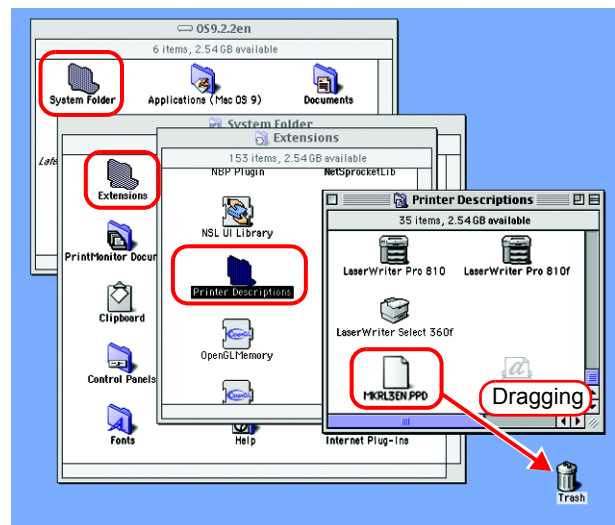 OS9.2.2en
6 items, 2.54 GB available
System Folder
Applications (Mac OS 9)
Documents
System Folder
Extensions
PrintMonitor Docur
Clipboard
Control Panels
Fonts
Help
Internet Plug-Ins
Extensions
153 items, 2.54 GB available
NBP Plugin
NetSprocketLib
NSL UI Library
Printer Descriptions
OpenGLMemory
Printer Descriptions
35 items, 2.54 GB available
LaserWriter Pro 810
LaserWriter Pro 810f
LaserWriter Select 360f
MKRL3EN.PPD
Dragging
Trash